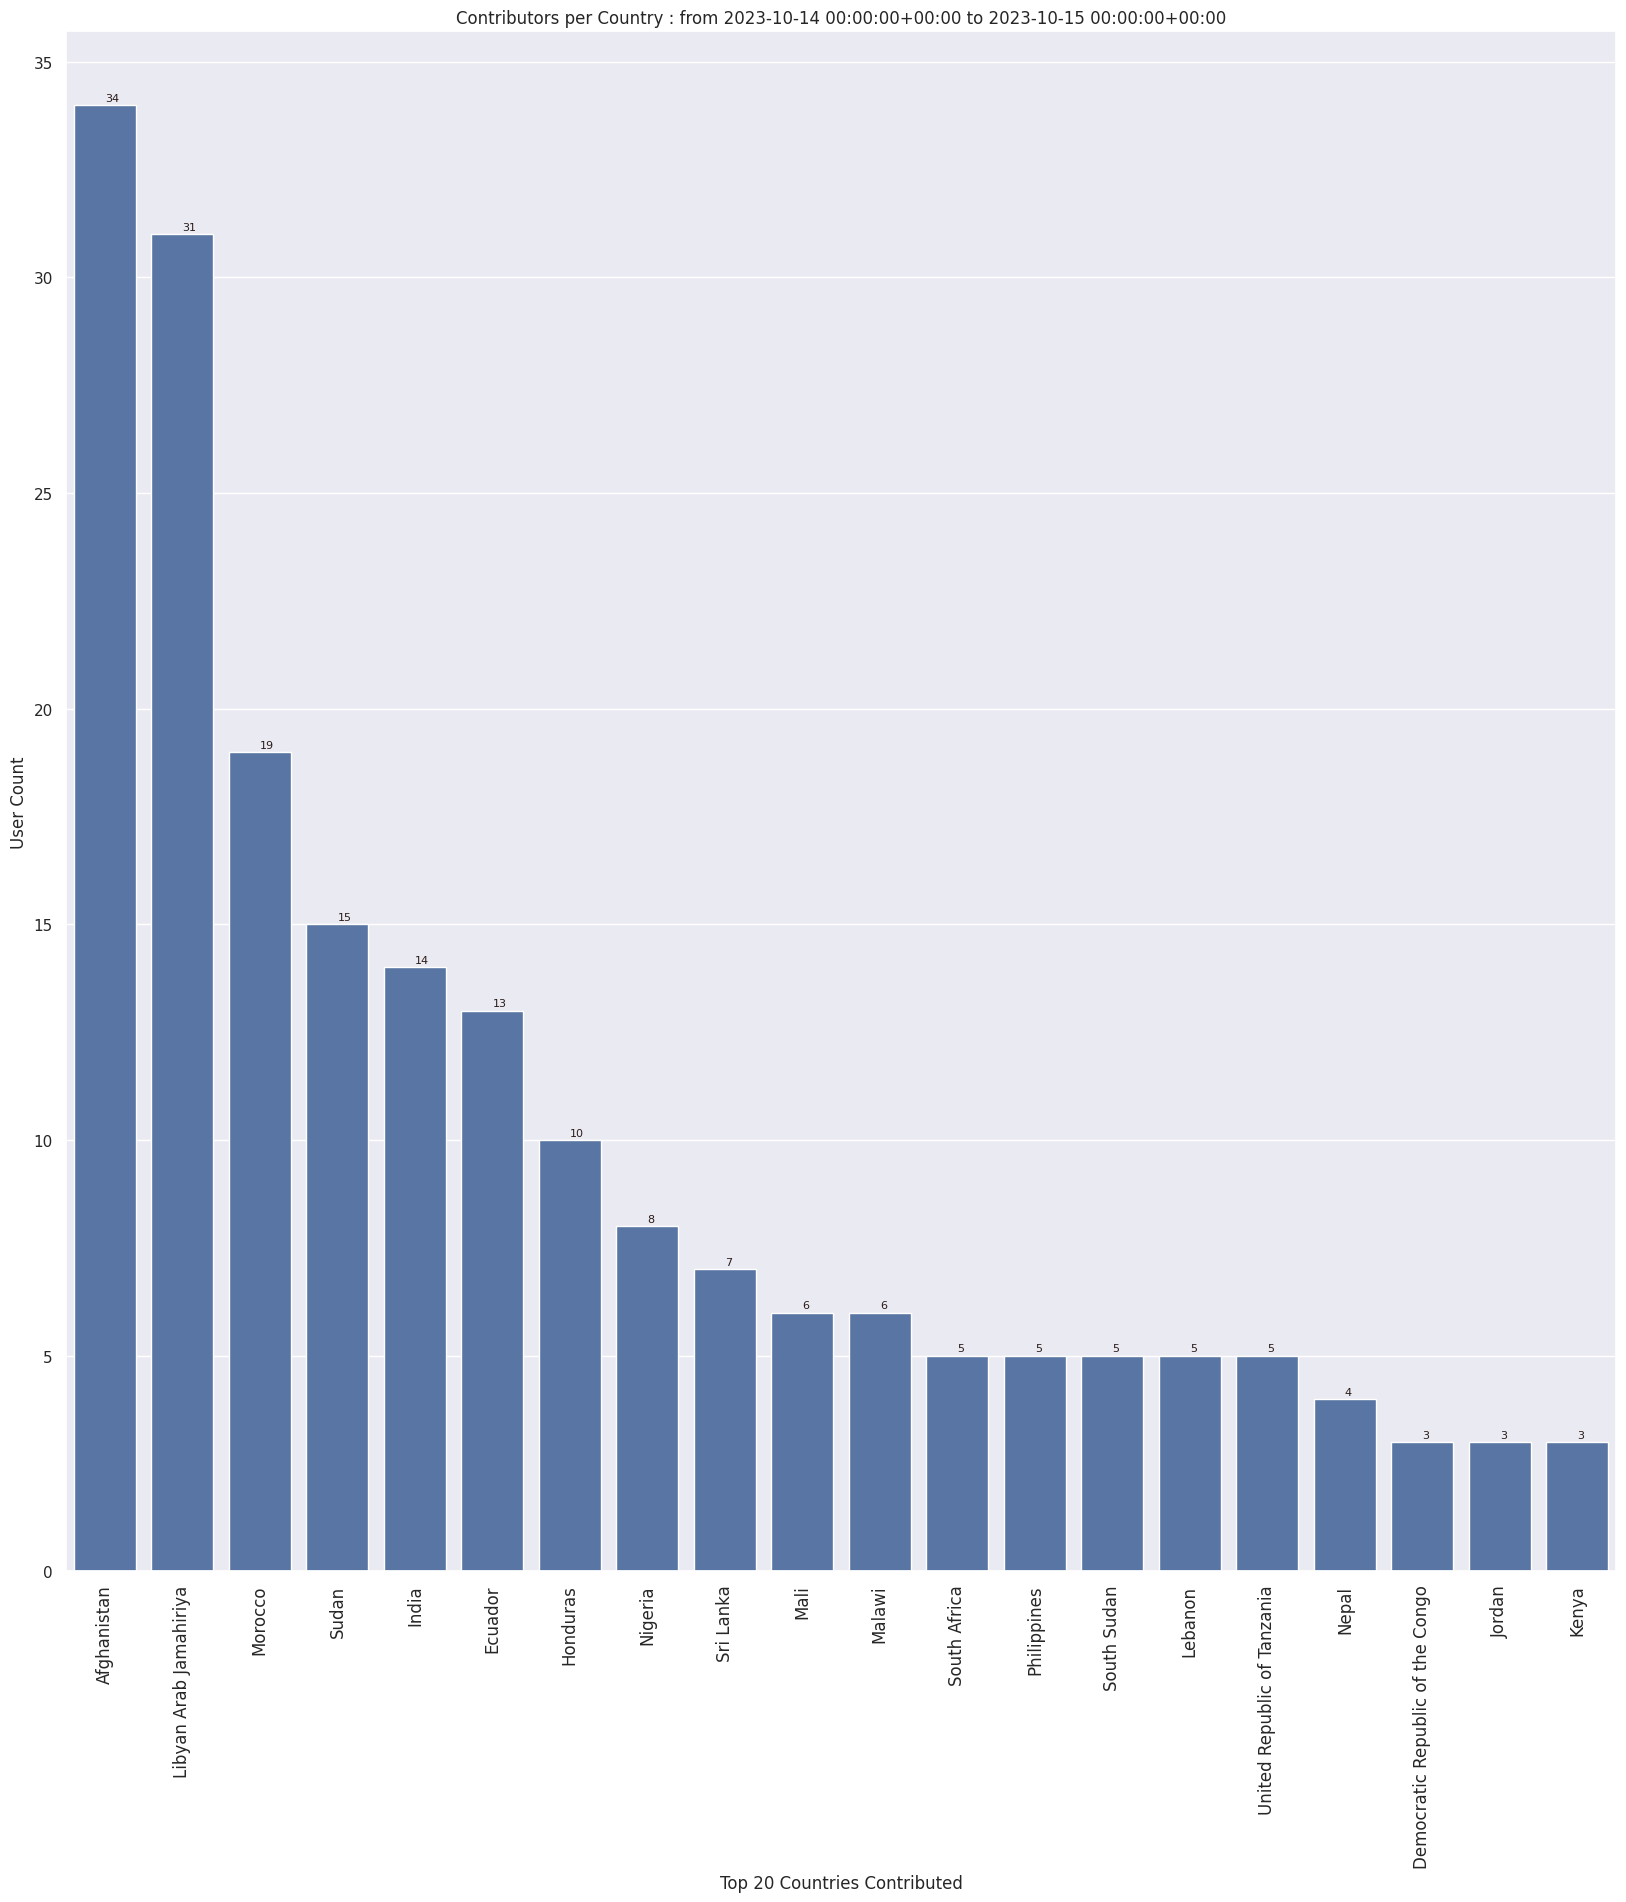 Contributors per Country : from 2023-10-14 00:00:00+00:00 to 2023-10-15 00:00:00+00:00
User Count
35
30
25
20
15
10
5
0
34
31
19
15
14
13
10
8
7
6
6
5
5
5
5
5
4
3
3
3
Afghanistan
Libyan Arab Jamahiriya
Morocco
Sudan
India
Ecuador
Honduras
Nigeria
Sri Lanka
Mali
Malawi
South Africa
Philippines
South Sudan
Lebanon
United Republic of Tanzania
Nepal
Democratic Republic of the Congo
Jordan
Kenya
Top 20 Countries Contributed